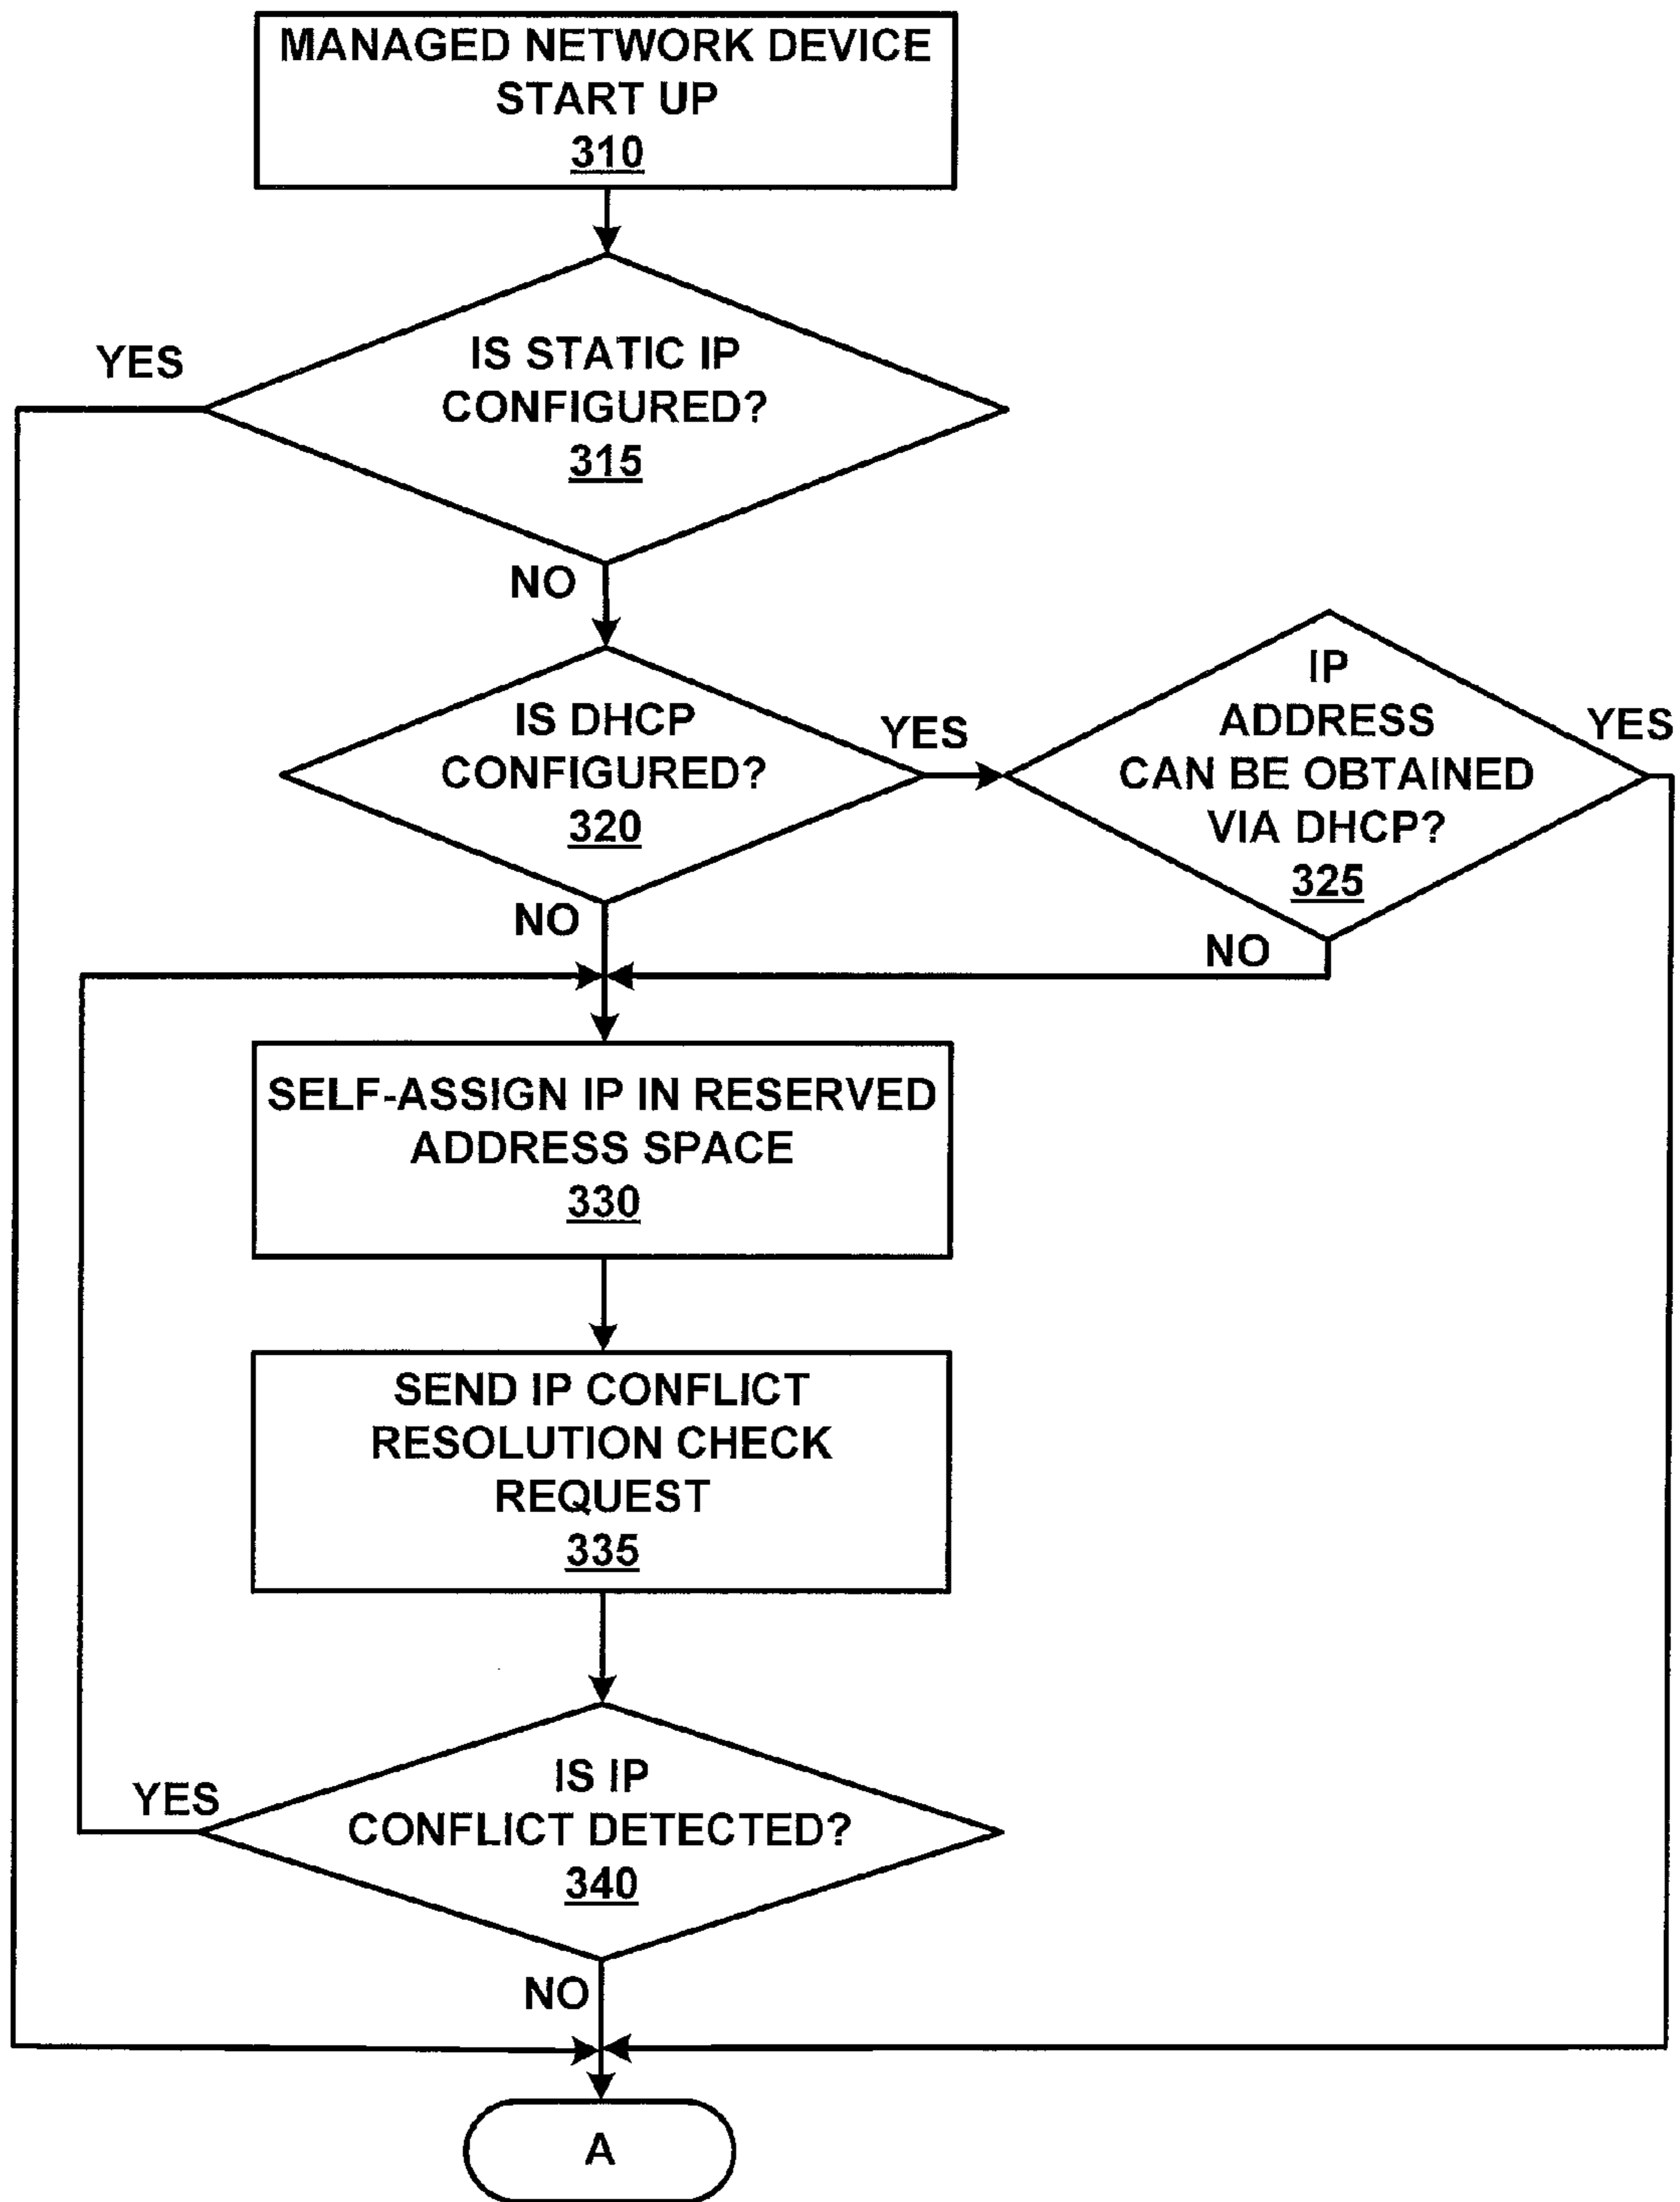 MANAGED NETWORK DEVICE
START UP
310
YES
IS STATIC IP
CONFIGURED?
315
NO
IS DHCP
CONFIGURED?
320
YES
IP
ADDRESS
CAN BE OBTAINED
VIA DHCP?
325
YES
NO
NO
SELF-ASSIGN IP IN RESERVED
ADDRESS SPACE
330
SEND IP CONFLICT
RESOLUTION CHECK
REQUEST
335
YES
IS IP
CONFLICT DETECTED?
340
NO
A